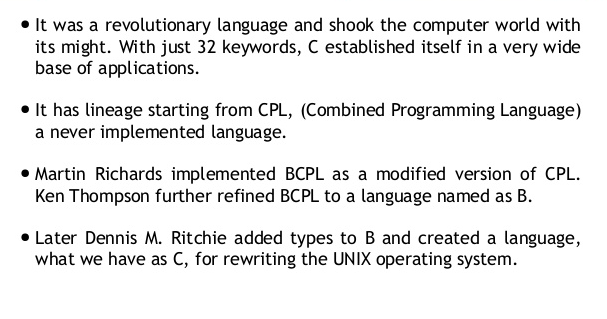 • It was a revolutionary language and shook the computer world with
its might. With just 32 keywords, C established itself in a very wide
base of applications.
• It has lineage starting from CPL, (Combined Programming Language)
a never implemented language.
• Martin Richards implemented BCPL as a modified version of CPL.
Ken Thompson further refined BCPL to a language named as B.
• Later Dennis M. Ritchie added types to B and created a language,
what we have as C, for rewriting the UNIX operating system.